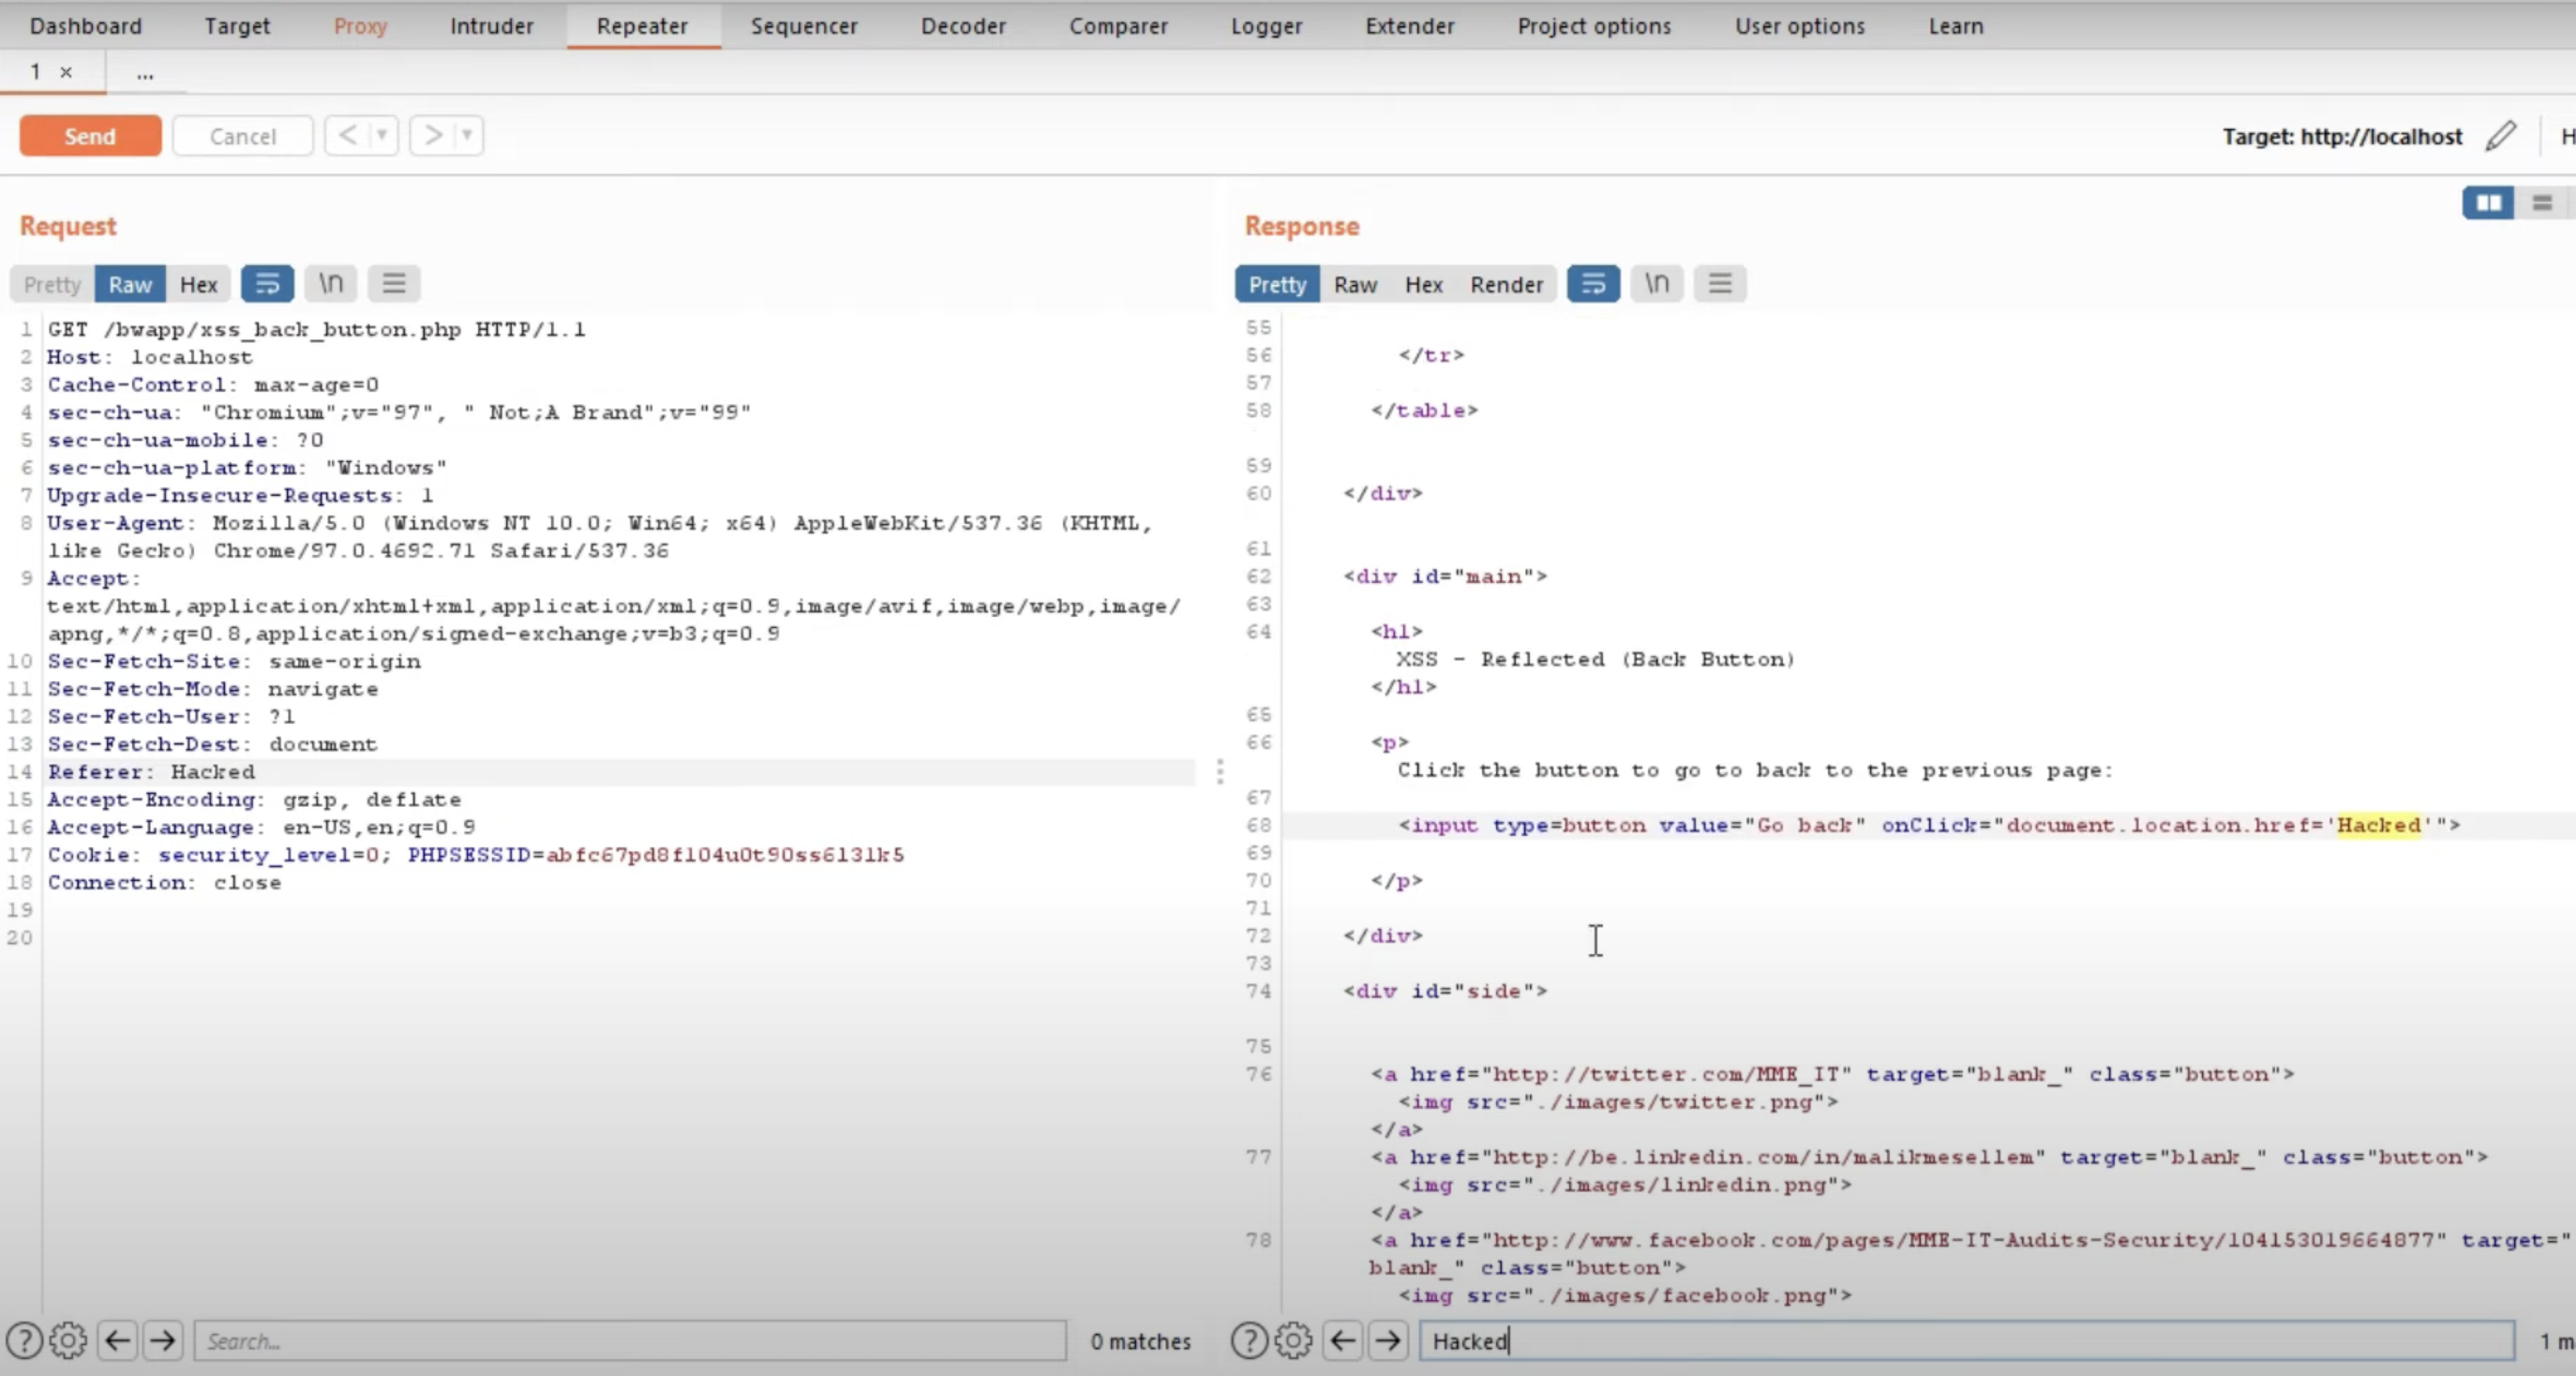 Dashboard Target Proxy Intruder Repeater Sequencer Decoder Comparer Logger Extender Project options User options Learn
1 × ...
Send Cancel < > Target: http://localhost H
Request
Pretty Raw Hex \n
1 GET /bwapp/xss_back_button.php HTTP/1.1
2 Host: localhost
3 Cache-Control: max-age=0
4 sec-ch-ua: "Chromium";v="97", " Not;A Brand";v="99"
5 sec-ch-ua-mobile: ?0
6 sec-ch-ua-platform: "Windows"
7 Upgrade-Insecure-Requests: 1
8 User-Agent: Mozilla/5.0 (Windows NT 10.0; Win64; x64) AppleWebKit/537.36 (KHTML,
like Gecko) Chrome/97.0.4692.71 Safari/537.36
9 Accept:
text/html,application/xhtml+xml,application/xml;q=0.9,image/avif,image/webp,image/
apng,*/*;q=0.8,application/signed-exchange;v=b3;q=0.9
10 Sec-Fetch-Site: same-origin
11 Sec-Fetch-Mode: navigate
12 Sec-Fetch-User: ?1
13 Sec-Fetch-Dest: document
14 Referer: Hacked
15 Accept-Encoding: gzip, deflate
16 Accept-Language: en-US,en;q=0.9
17 Cookie: security_level=0; PHPSESSID=abfc67pd8f104u0t90ss6131k5
18 Connection: close
19
20
Search... 0 matches
Response
Pretty Raw Hex Render \n
55
56 </tr>
57
58 </table>
59
60 </div>
61
62 <div id="main">
63
64 <h1>
XSS - Reflected (Back Button)
</h1>
65
66 <p>
Click the button to go to back to the previous page:
67
68 <input type=button value="Go back" onClick="document.location.href='Hacked'">
69
70 </p>
71
72 </div>
73
74 <div id="side">
75
76 <a href="http://twitter.com/MME_IT" target="blank_" class="button">
<img src="./images/twitter.png">
</a>
77 <a href="http://be.linkedin.com/in/malikmesellem" target="blank_" class="button">
<img src="./images/linkedin.png">
</a>
78 <a href="http://www.facebook.com/pages/MME-IT-Audits-Security/104153019664877" target="
blank_" class="button">
<img src="./images/facebook.png">
Hacked 1 m